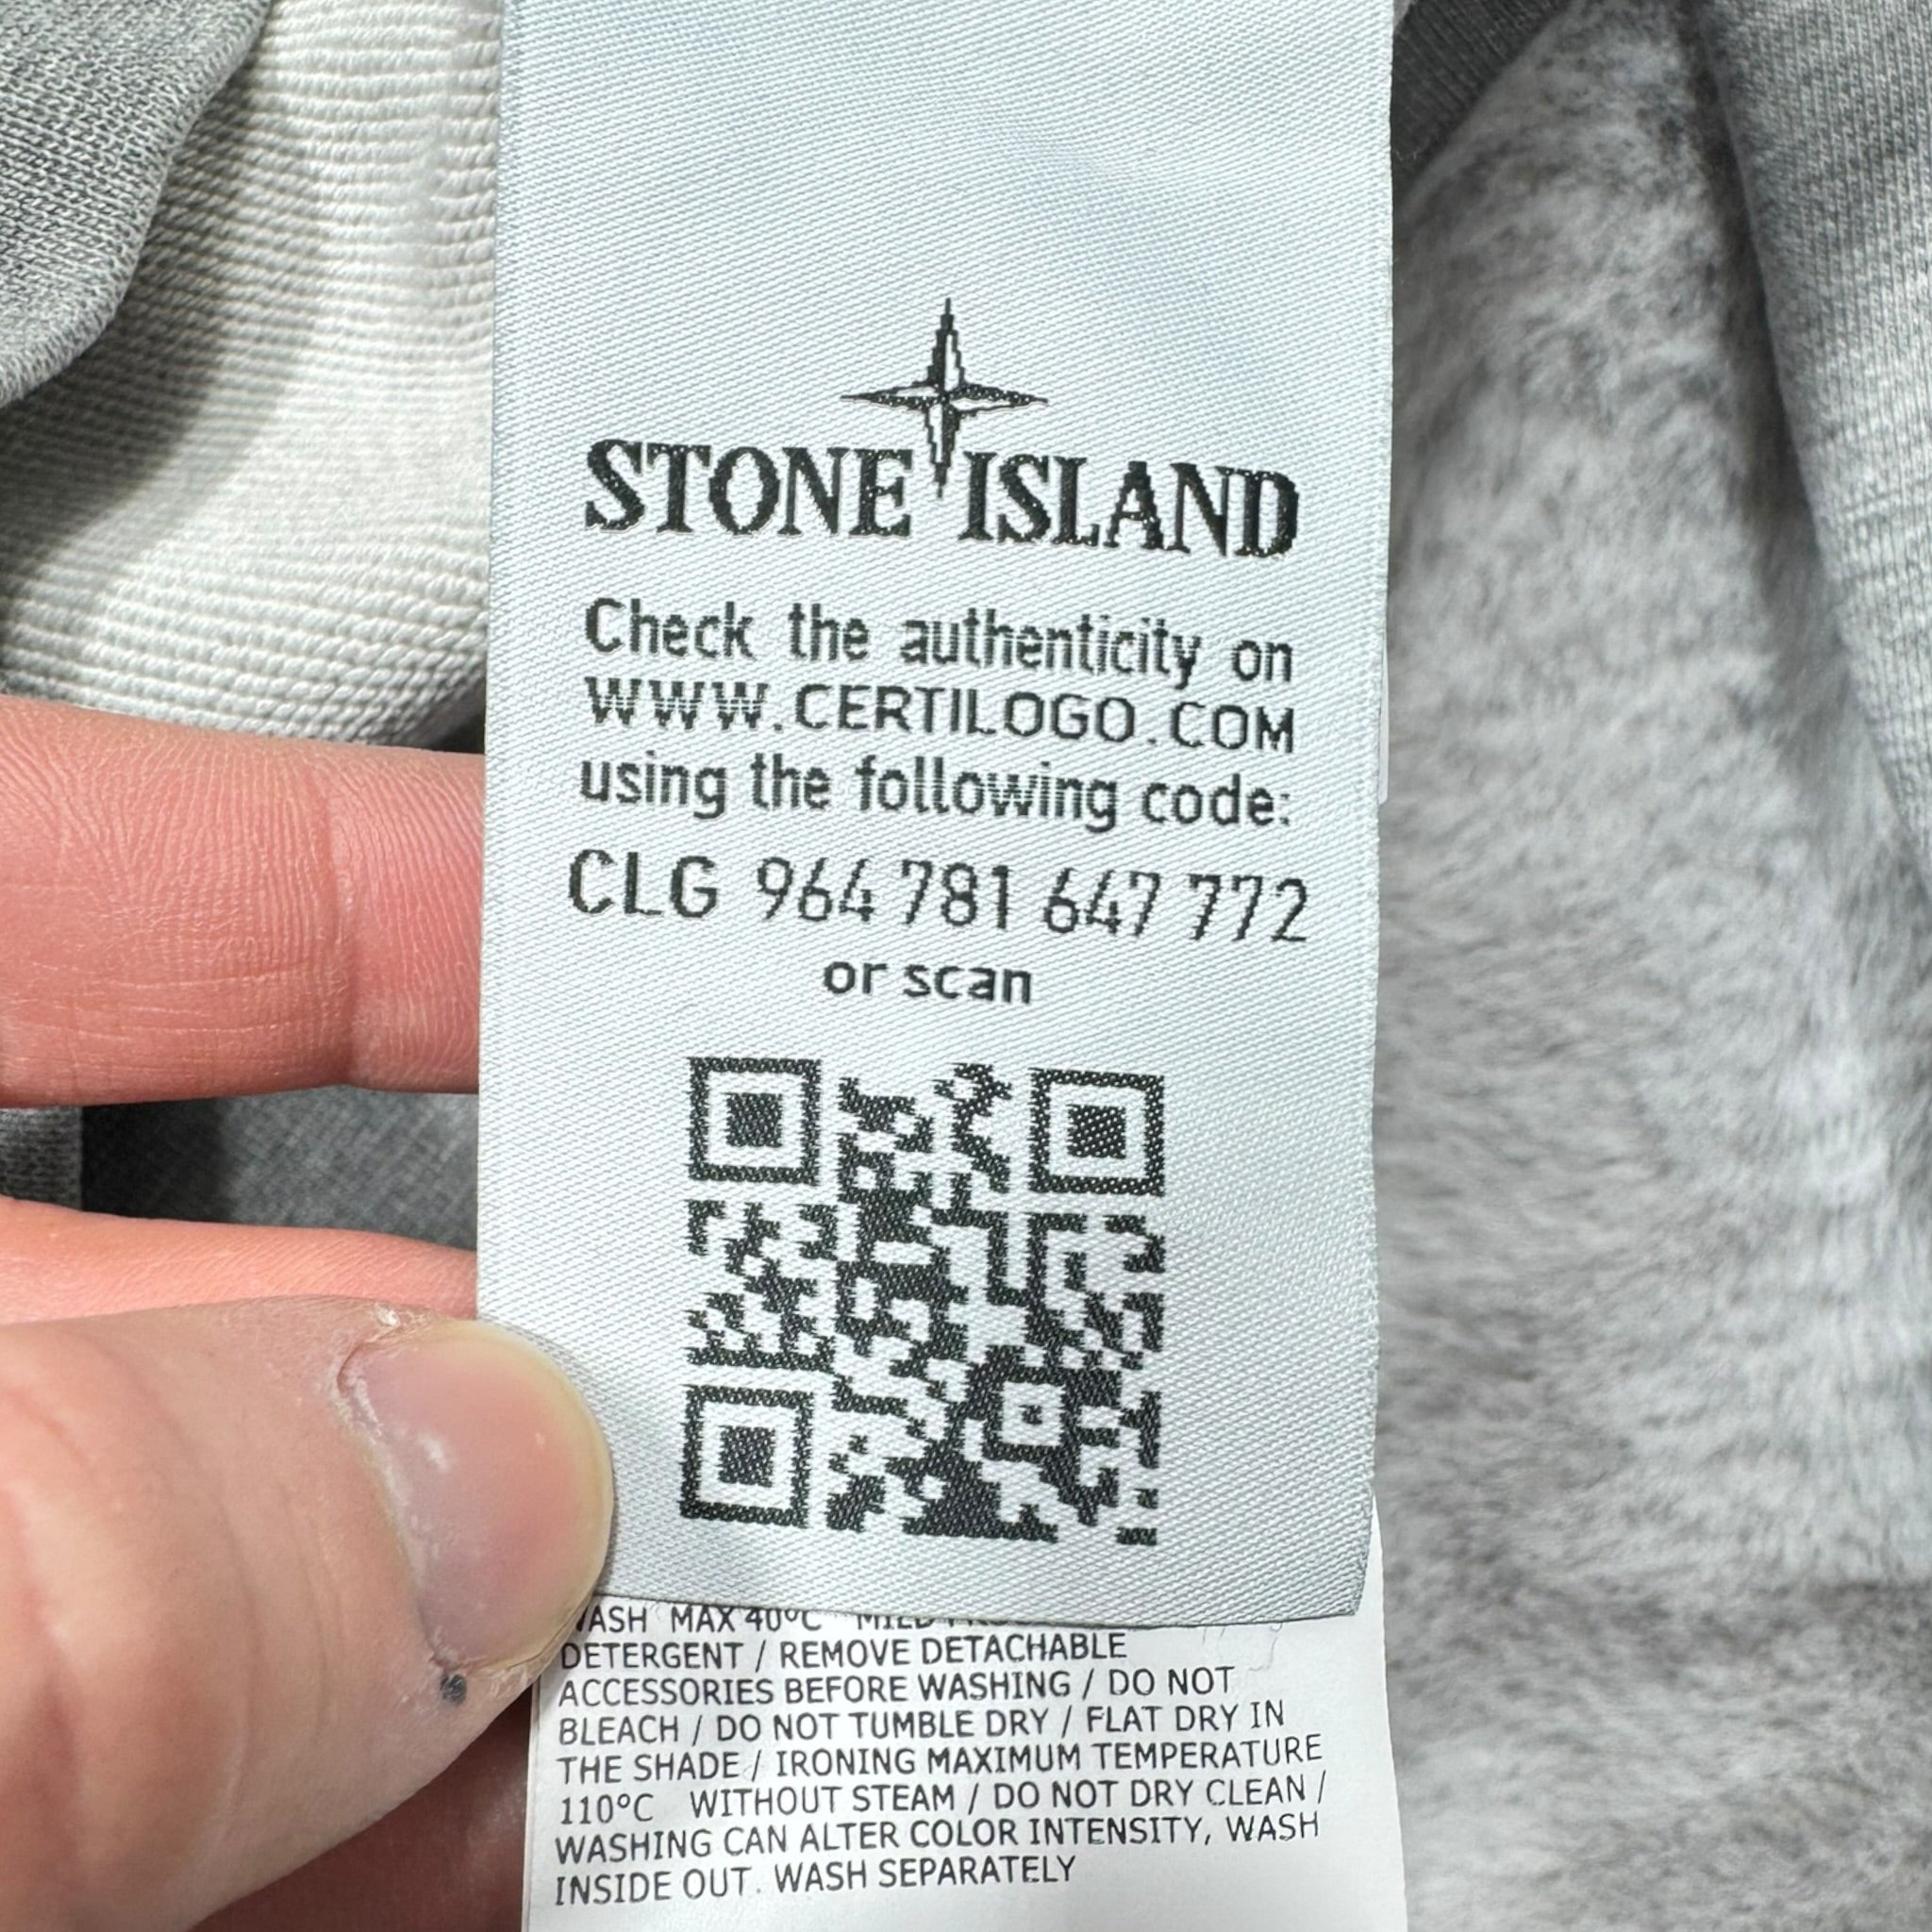 STONE ISLAND
Check the authenticity on
WWW.CERTILOGO.COM
using the following code:
CLG 964 781 647 772
or scan
MAX 40ºC
DETERGENT / REMOVE DETACHABLE
ACCESSORIES BEFORE WASHING / DO NOT
BLEACH / DO NOT TUMBLE DRY / FLAT DRY IN
THE SHADE / IRONING MAXIMUM TEMPERATURE
110ºC WITHOUT STEAM / DO NOT DRY CLEAN /
WASHING CAN ALTER COLOR INTENSITY, WASH
INSIDE OUT. WASH SEPARATELY